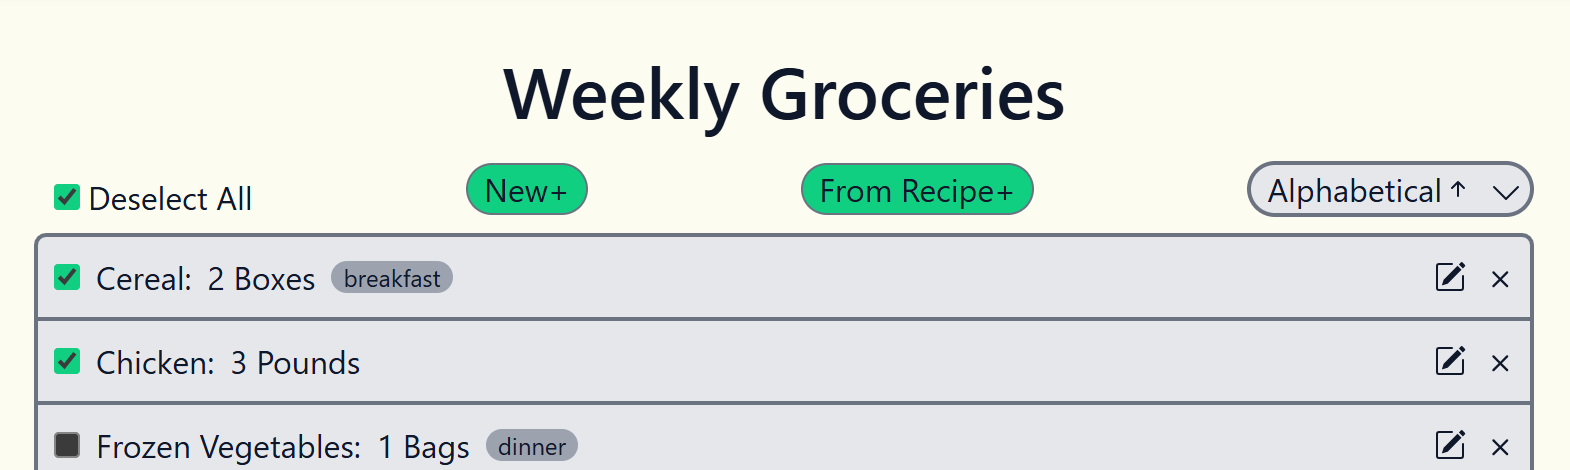 Weekly Groceries
Deselect All New+ From Recipe+ Alphabetical ↑
Cereal: 2 Boxes breakfast
Chicken: 3 Pounds
Frozen Vegetables: 1 Bags dinner